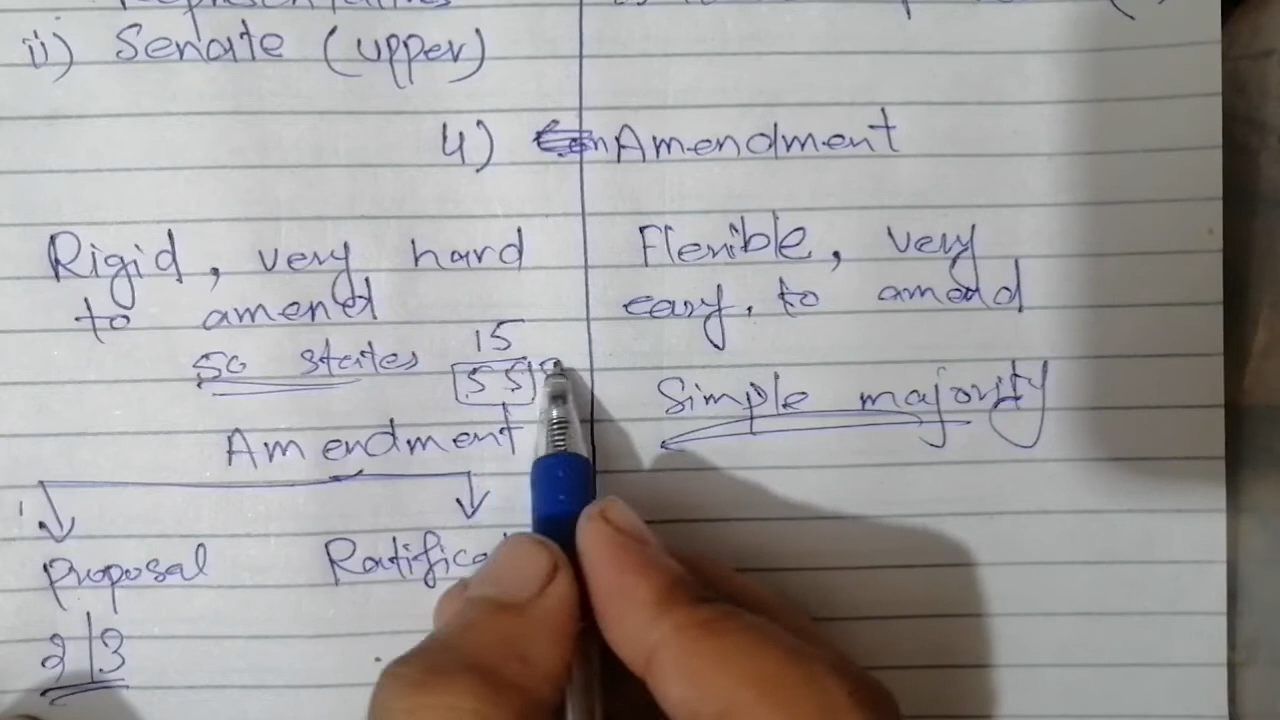 ii) Senate (upper)
4) Amendment
Rigid, very hard
to amend
50 states
15
55
Amendment
Proposal Ratifica
2/3
Flexible, very
easy, to amend
Simple majority